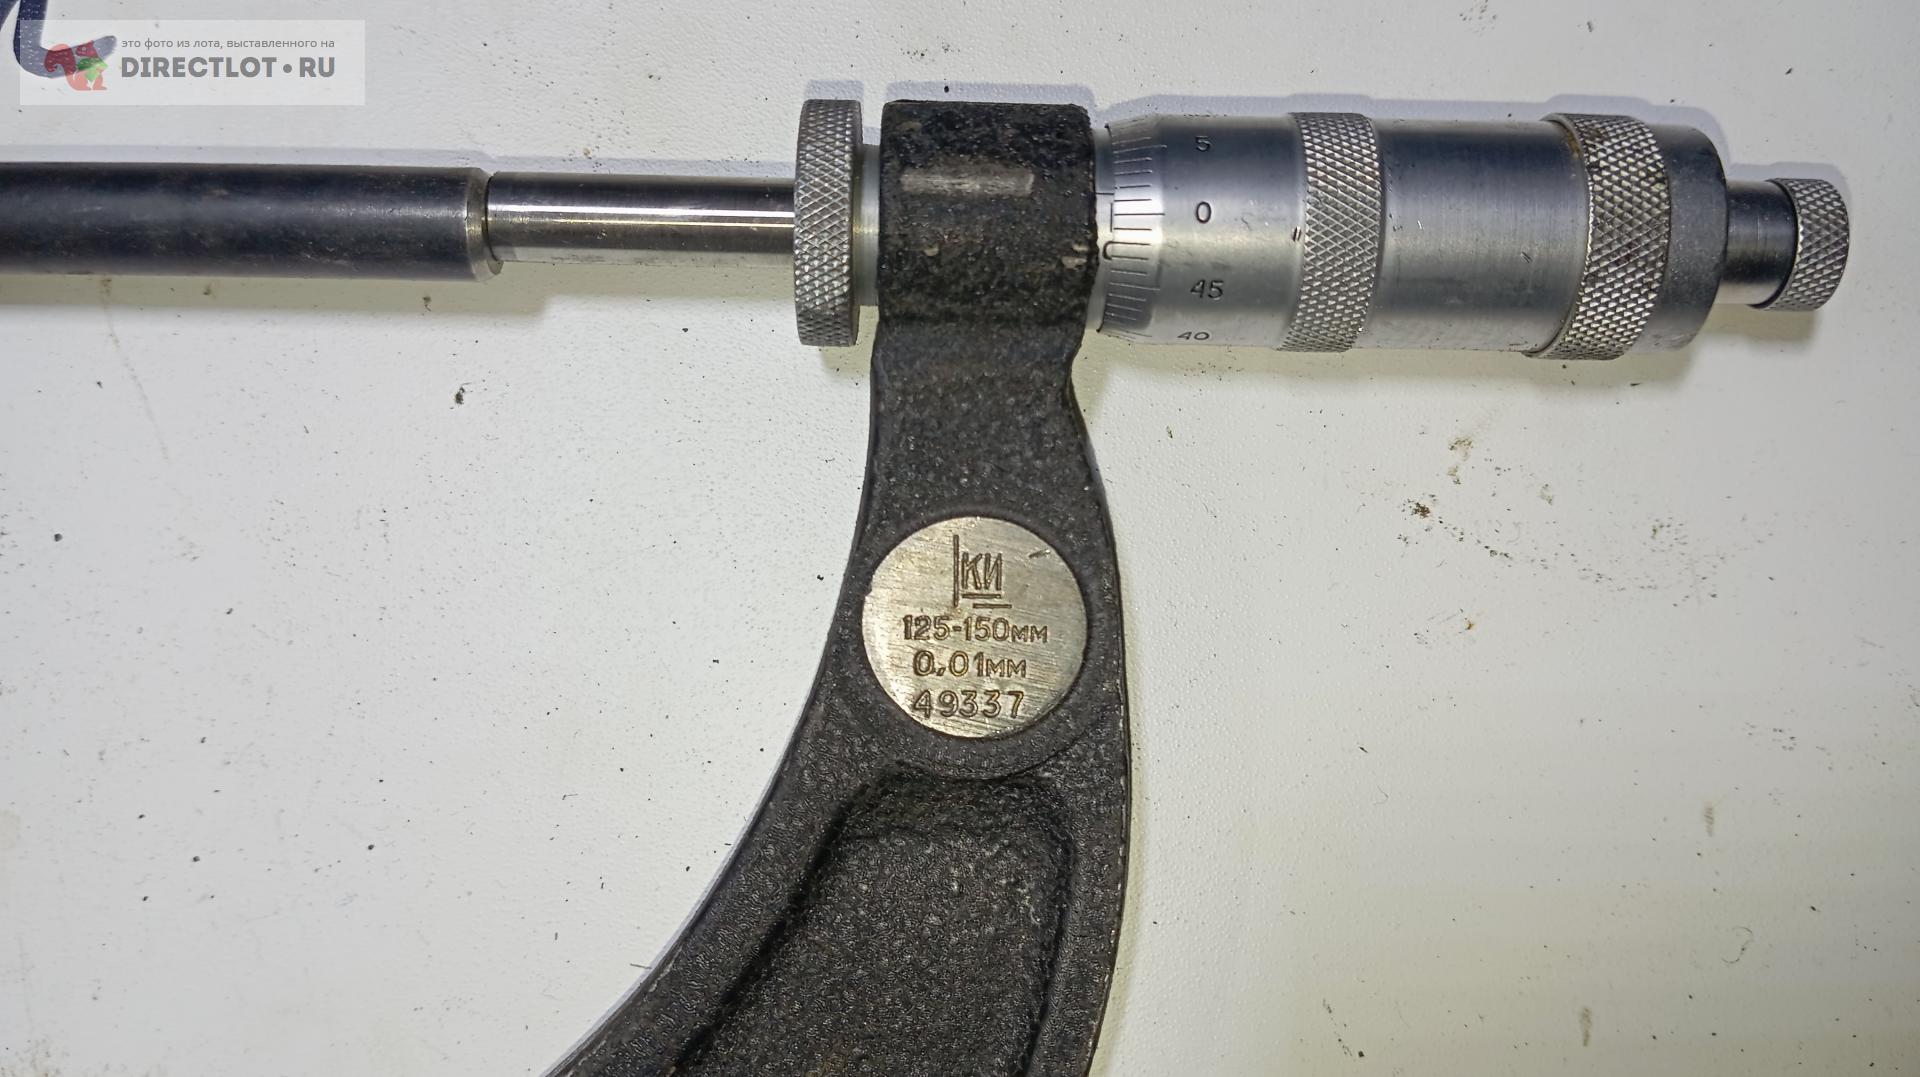 это фото из лота, выставленного на
DIRECTLOT•RU
5
0
45
40
КИ
125-150мм
0,01мм
49337